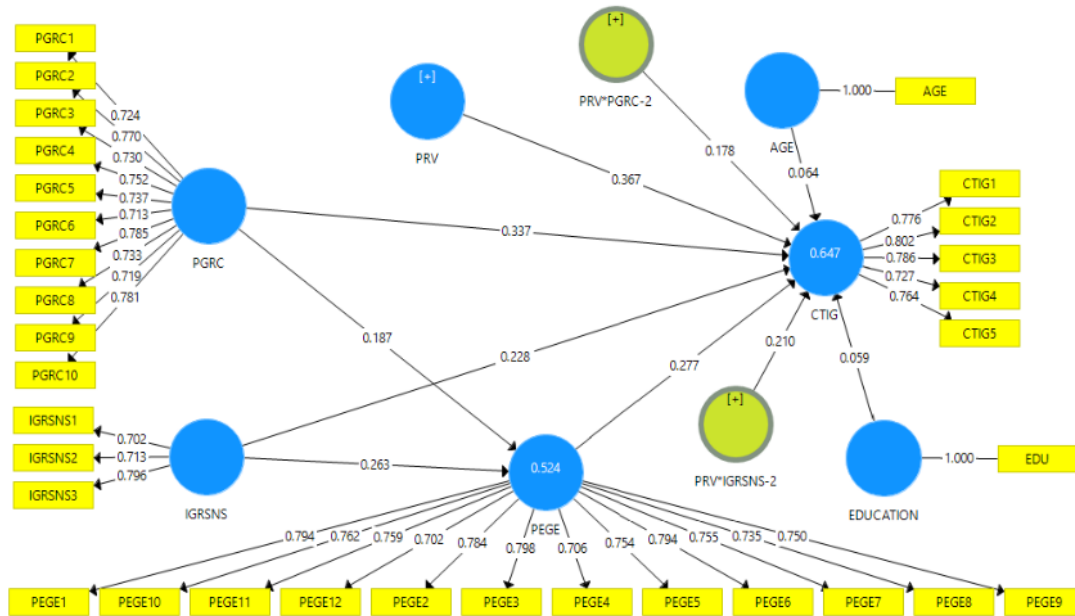 PGRC1
PGRC2
PGRC3
PGRC4
PGRC5
PGRC6
PGRC7
PGRC8
PGRC9
PGRC10
0.724
0.770
0.730
0.752
0.737
0.713
0.785
0.733
0.719
0.781
PGRC
[+]
PRV
[+]
PRV*PGRC-2
AGE
1.000
AGE
0.178
0.064
0.367
0.337
0.647
CTIG
0.776
0.802
0.786
0.727
0.764
CTIG1
CTIG2
CTIG3
CTIG4
CTIG5
0.187
0.228
0.277
0.210
0.059
IGRSNS1
IGRSNS2
IGRSNS3
0.702
0.713
0.796
IGRSNS
0.263
0.524
PEGE
[+]
PRV*IGRSNS-2
EDUCATION
1.000
EDU
0.794
0.762
0.759
0.702
0.784
0.798
0.706
0.754
0.794
0.755
0.735
0.750
PEGE1
PEGE10
PEGE11
PEGE12
PEGE2
PEGE3
PEGE4
PEGE5
PEGE6
PEGE7
PEGE8
PEGE9